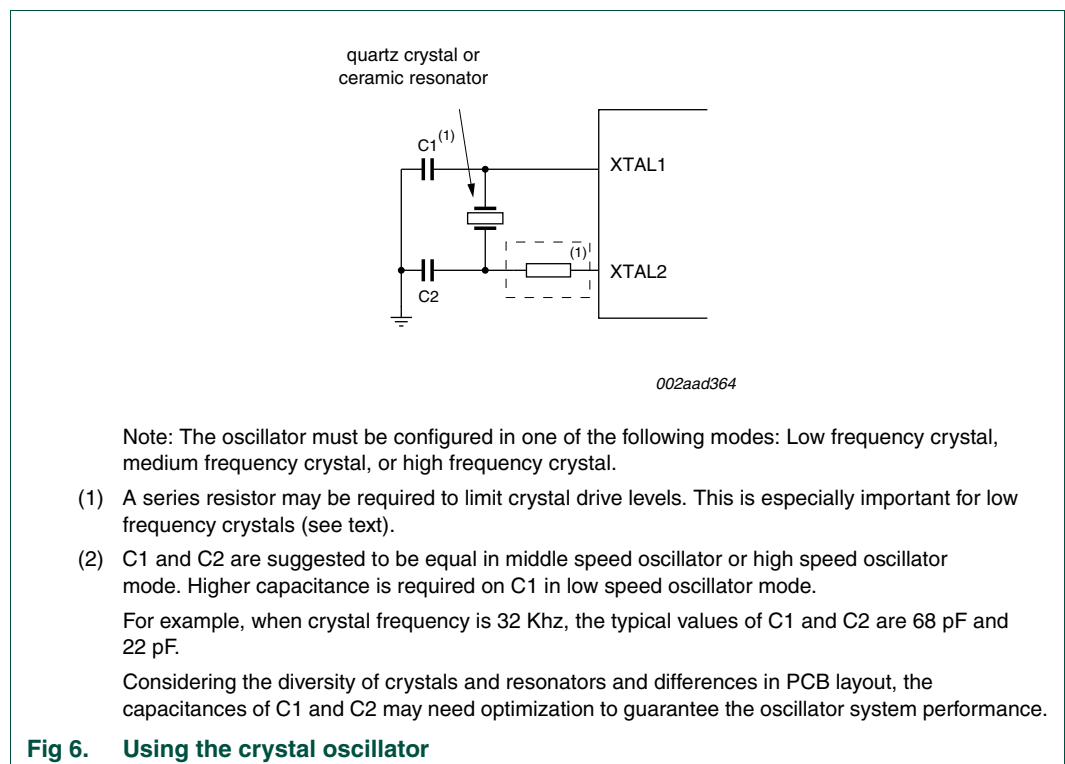 quartz crystal or
ceramic resonator
C1(1)
XTAL1
(1)
XTAL2
C2
002aad364
Note: The oscillator must be configured in one of the following modes: Low frequency crystal,
medium frequency crystal, or high frequency crystal.
(1) A series resistor may be required to limit crystal drive levels. This is especially important for low
frequency crystals (see text).
(2) C1 and C2 are suggested to be equal in middle speed oscillator or high speed oscillator
mode. Higher capacitance is required on C1 in low speed oscillator mode.
For example, when crystal frequency is 32 Khz, the typical values of C1 and C2 are 68 pF and
22 pF.
Considering the diversity of crystals and resonators and differences in PCB layout, the
capacitances of C1 and C2 may need optimization to guarantee the oscillator system performance.
Fig 6. Using the crystal oscillator